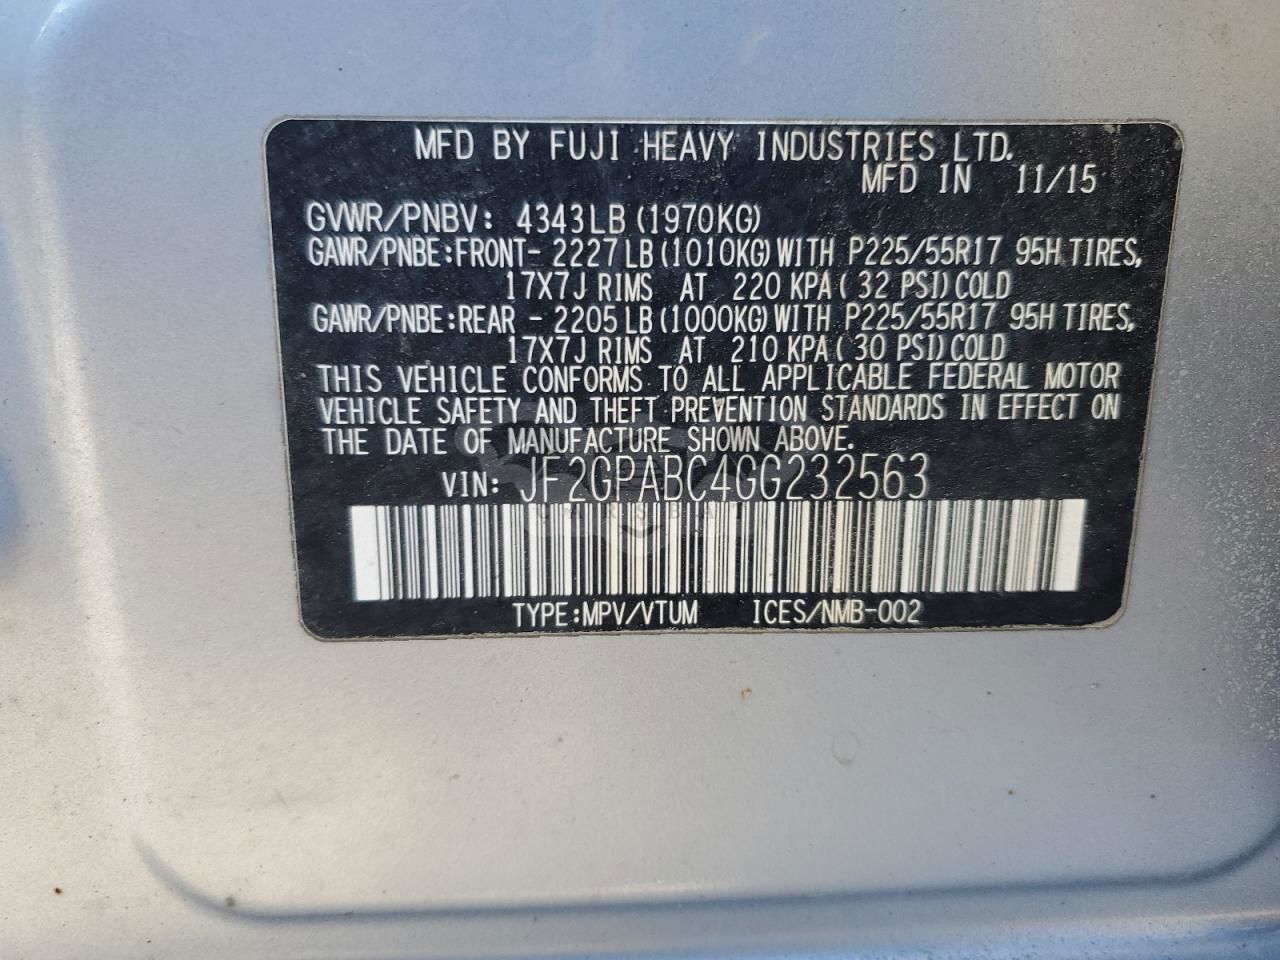 MFD BY FUJI HEAVY INDUSTRIES LTD.
MFD IN 11/15
GVWR/PNBV: 4343LB (1970KG)
GAWR/PNBE:FRONT- 2227LB (1010KG) WITH P225/55R17 95H TIRES,
17X7J RIMS AT 220 KPA ( 32 PSI) COLD
GAWR/PNBE:REAR - 2205LB (1000KG) WITH P225/55R17 95H TIRES,
17X7J RIMS AT 210 KPA ( 30 PSI) COLD
THIS VEHICLE CONFORMS TO ALL APPLICABLE FEDERAL MOTOR
VEHICLE SAFETY AND THEFT PREVENTION STANDARDS IN EFFECT ON
THE DATE OF MANUFACTURE SHOWN ABOVE.
VIN: JF2GPABC4GG232563
TYPE:MPV/VTUM ICES/NMB-002